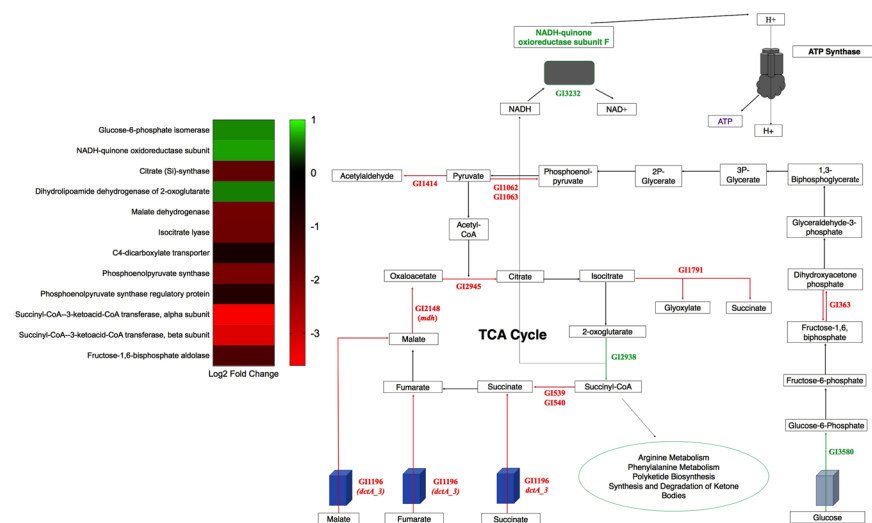 NADH-quinone
oxioreductase subunit F
H+
ATP Synthase
GI3232
NADH
NAD+
ATP
H+
1
0
-1
-2
-3
Glucose-6-phosphate isomerase
NADH-quinone oxidoreductase subunit
Citrate (Si)-synthase
Dihydrolipoamide dehydrogenase of 2-oxoglutarate
Malate dehydrogenase
Isocitrate lyase
C4-dicarboxylate transporter
Phosphoenolpyruvate synthase
Phosphoenolpyruvate synthase regulatory protein
Succinyl-CoA--3-ketoacid-CoA transferase, alpha subunit
Succinyl-CoA--3-ketoacid-CoA transferase, beta subunit
Fructose-1,6-bisphosphate aldolase
Log2 Fold Change
Acetylaldehyde
GI1414
Pyruvate
GI1062
GI1063
Phosphoenol-
pyruvate
2P-
Glycerate
3P-
Glycerate
1,3-
Biphosphoglycerate
Acetyl-
CoA
Glyceraldehyde-3-
phosphate
Oxaloacetate
GI2945
Citrate
Isocitrate
GI1791
Dihydroxyacetone
phosphate
Glyoxylate
Succinate
GI2148
(mdh)
GI363
TCA Cycle
2-oxoglutarate
Fructose-1,6,
biphosphate
Malate
GI2938
Fumarate
Succinate
GI539
GI540
Succinyl-CoA
Fructose-6-phosphate
Glucose-6-Phosphate
GI3580
Arginine Metabolism
Phenylalanine Metabolism
Polyketide Biosynthesis
Synthesis and Degradation of Ketone
Bodies
GI1196
(dctA_3)
GI1196
(dctA_3)
GI1196
dctA_3
Malate
Fumarate
Succinate
Glucose